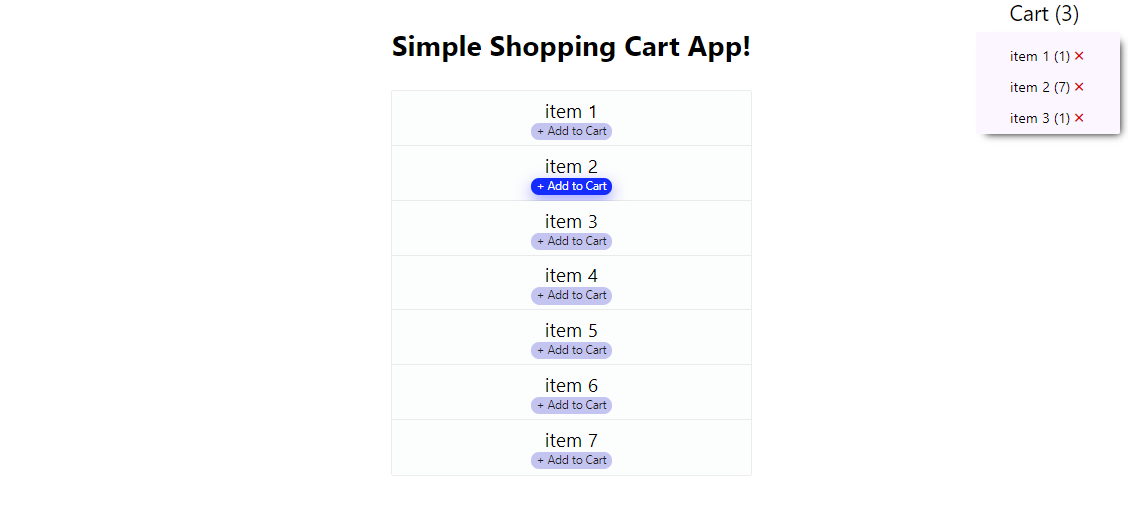 Cart (3)
Simple Shopping Cart App!
item 1 (1) ✕
item 2 (7) ✕
item 3 (1) ✕
item 1
+ Add to Cart
item 2
+ Add to Cart
item 3
+ Add to Cart
item 4
+ Add to Cart
item 5
+ Add to Cart
item 6
+ Add to Cart
item 7
+ Add to Cart